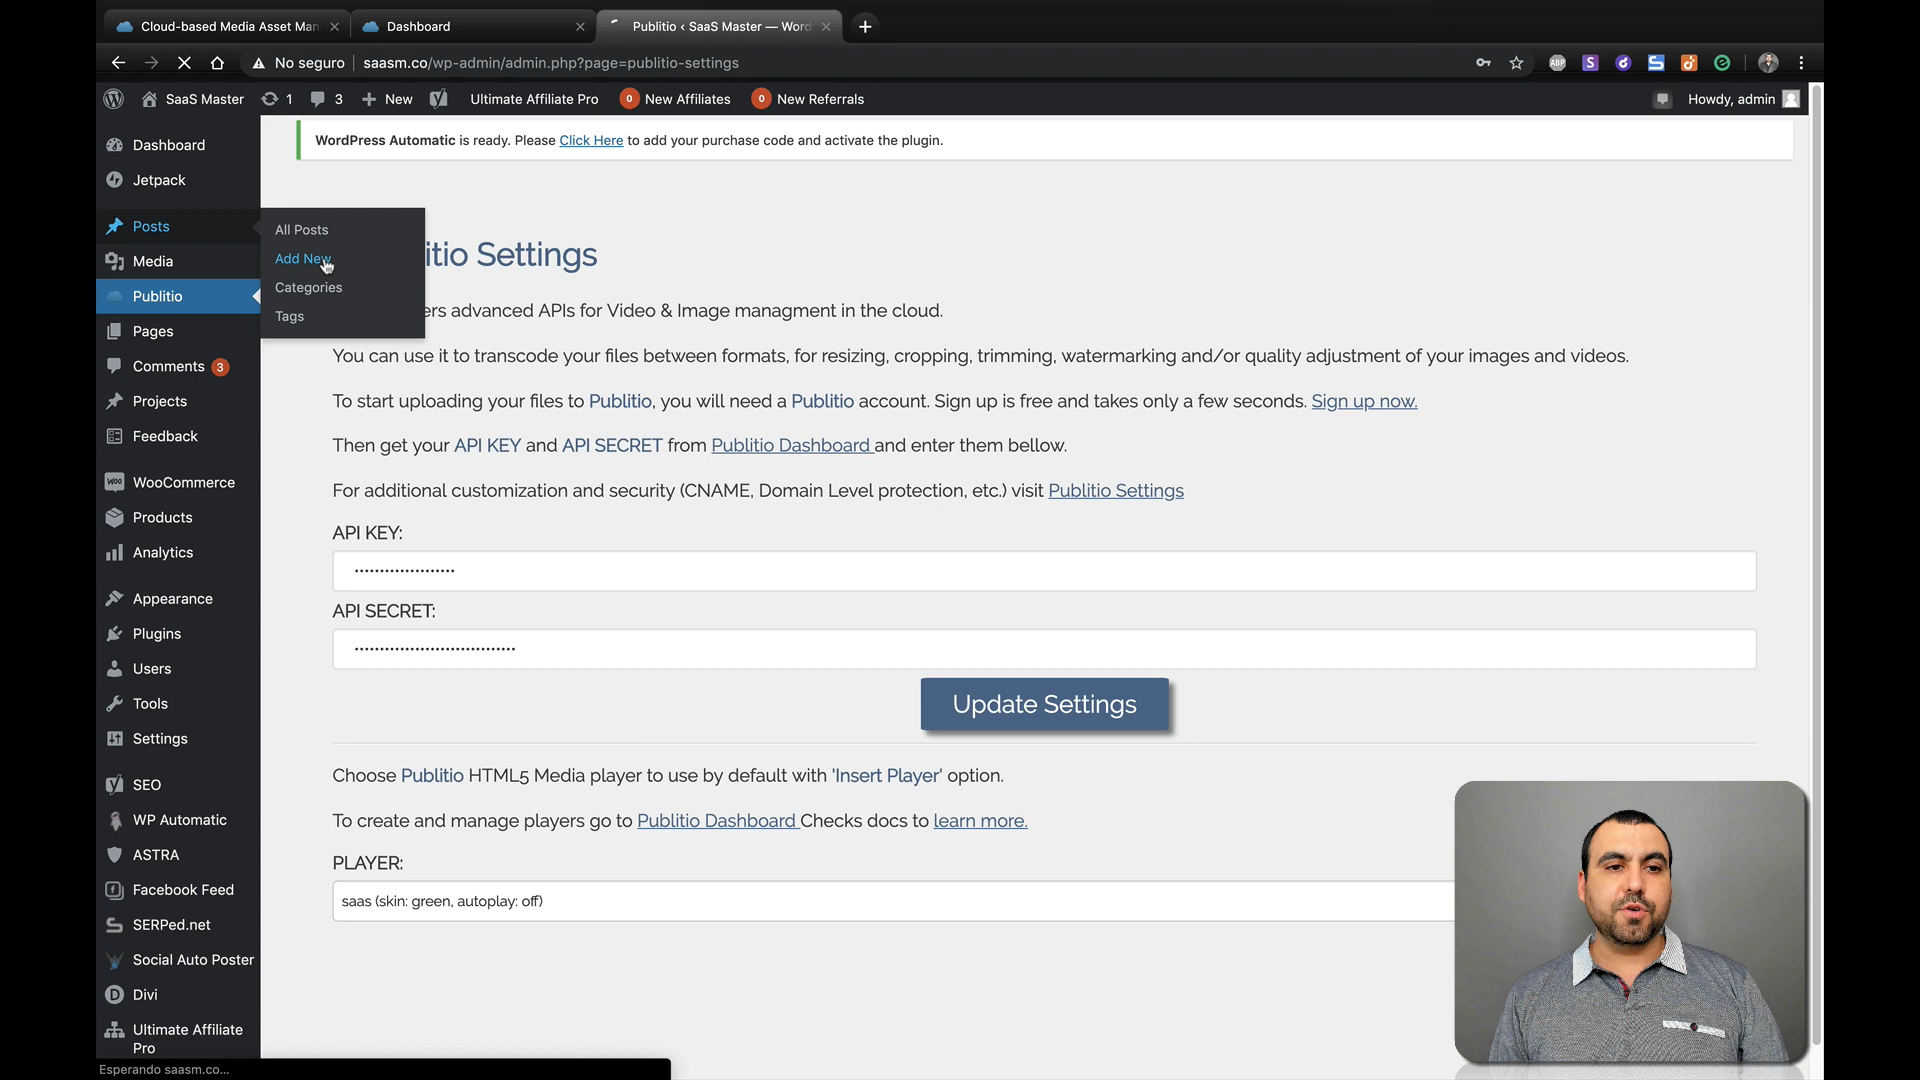 Cloud-based Media Asset Man
Dashboard
Publitio ‹ SaaS Master — Word
No seguro
saasm.co/wp-admin/admin.php?page=publitio-settings
SaaS Master
1
3
New
Ultimate Affiliate Pro
0 New Affiliates
0 New Referrals
Howdy, admin
WordPress Automatic is ready. Please Click Here to add your purchase code and activate the plugin.
Dashboard
Jetpack
Posts
Media
Publitio
Pages
Comments 3
Projects
Feedback
WooCommerce
Products
Analytics
Appearance
Plugins
Users
Tools
Settings
SEO
WP Automatic
ASTRA
Facebook Feed
SERPed.net
Social Auto Poster
Divi
Ultimate Affiliate
Pro
All Posts
Add New
Categories
Tags
itio Settings
ers advanced APIs for Video & Image managment in the cloud.
You can use it to transcode your files between formats, for resizing, cropping, trimming, watermarking and/or quality adjustment of your images and videos.
To start uploading your files to Publitio, you will need a Publitio account. Sign up is free and takes only a few seconds. Sign up now.
Then get your API KEY and API SECRET from Publitio Dashboard and enter them bellow.
For additional customization and security (CNAME, Domain Level protection, etc.) visit Publitio Settings
API KEY:
API SECRET:
Update Settings
Choose Publitio HTML5 Media player to use by default with 'Insert Player' option.
To create and manage players go to Publitio Dashboard Checks docs to learn more.
PLAYER:
saas (skin: green, autoplay: off)
Esperando saasm.co...